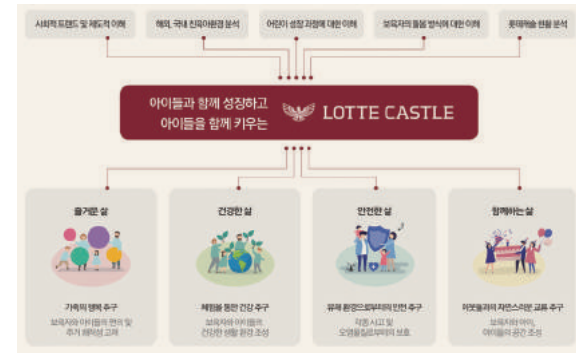 사회적 트렌드 및 제도적 이해
해외, 국내 친육아환경 분석
어린이 성장 과정에 대한 이해
보육자의 돌봄 방식에 대한 이해
롯데캐슬 현황 분석
아이들과 함께 성장하고
아이들을 함께 키우는
LOTTE CASTLE
즐거운 삶
건강한 삶
안전한 삶
함께하는 삶
가족의 행복 추구
보육자와 아이들의 편의 및
주거 쾌적성 고려
체험을 통한 건강 추구
보육자와 아이들의
건강한 생활 환경 조성
유해 환경으로부터의 안전 추구
각종 사고 및
오염물질로부터의 보호
이웃들과의 자연스러운 교류 추구
보육자와 아이,
아이들의 공간 조성